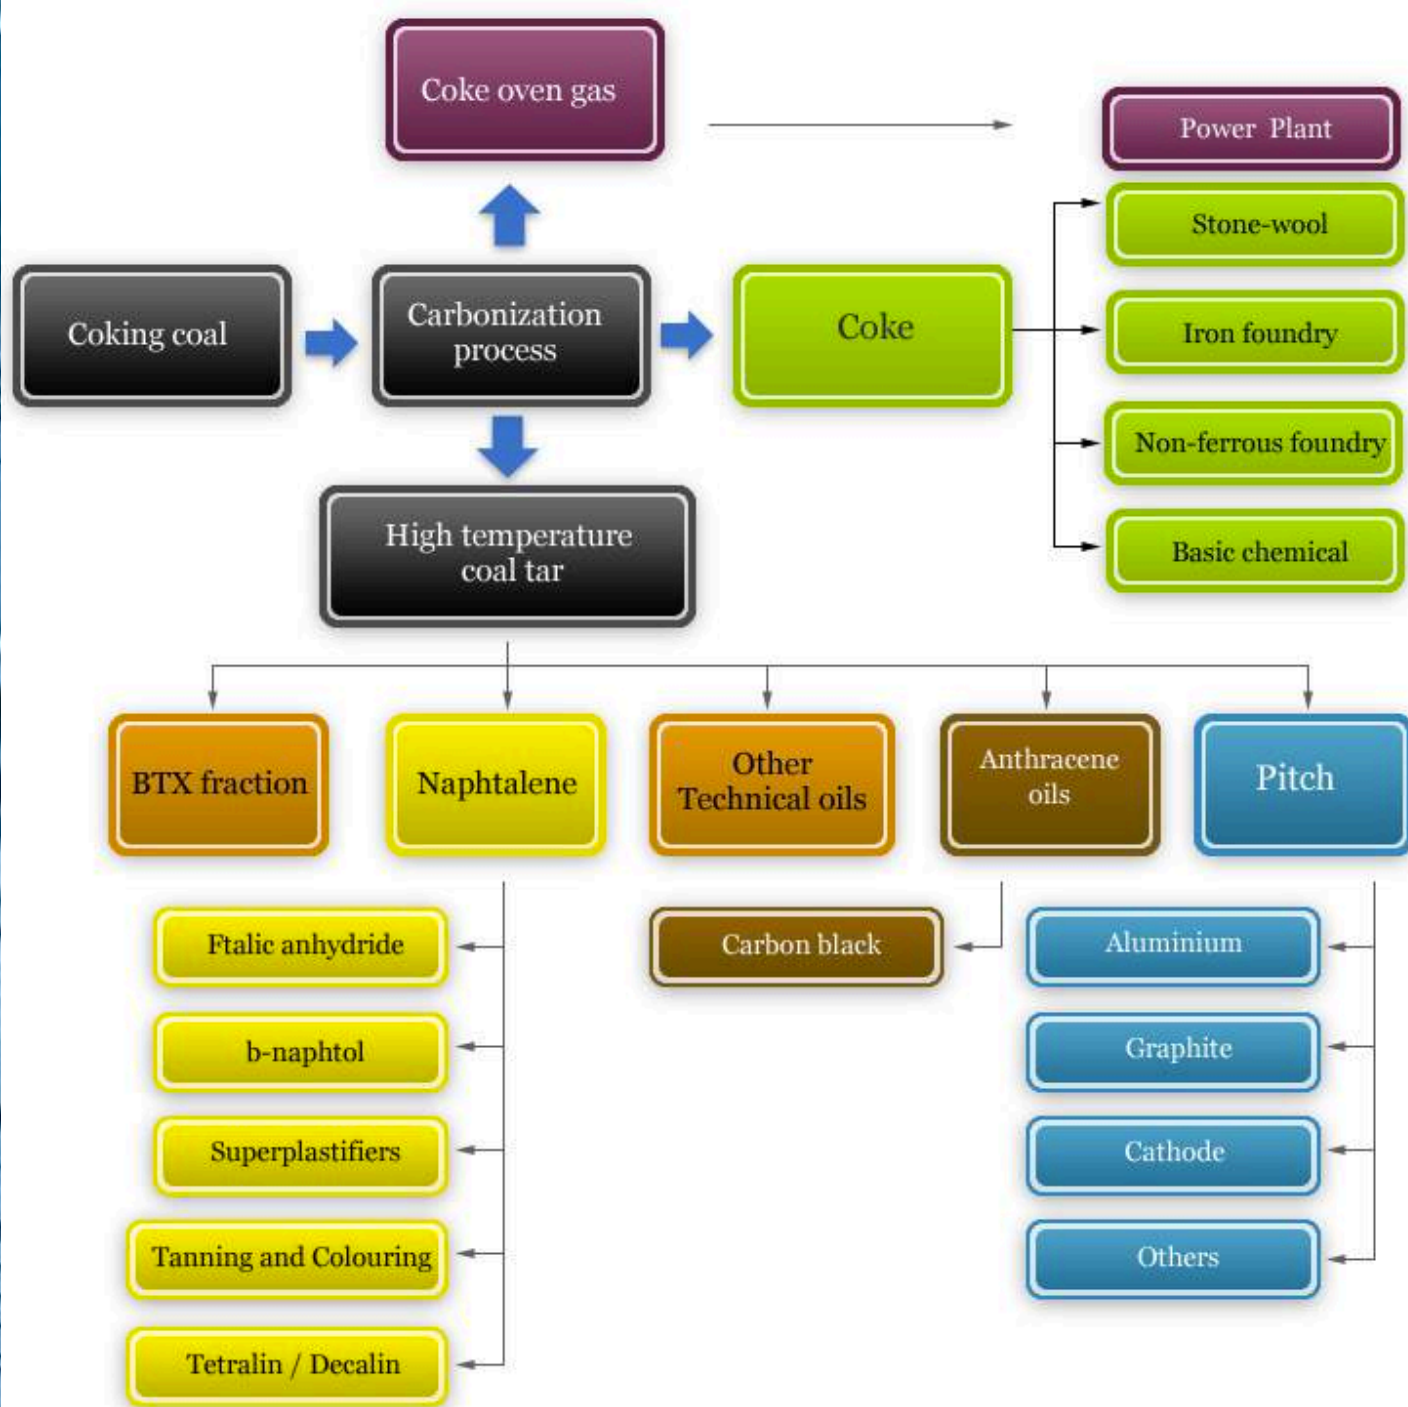 Coke oven gas
Power Plant
Stone-wool
Coking coal
Carbonization
process
Coke
Iron foundry
Non-ferrous foundry
High temperature
coal tar
Basic chemical
BTX fraction
Naphtalene
Other
Technical oils
Anthracene
oils
Pitch
Ftalic anhydride
Carbon black
Aluminium
b-naphtol
Graphite
Superplastifiers
Cathode
Tanning and Colouring
Others
Tetralin / Decalin